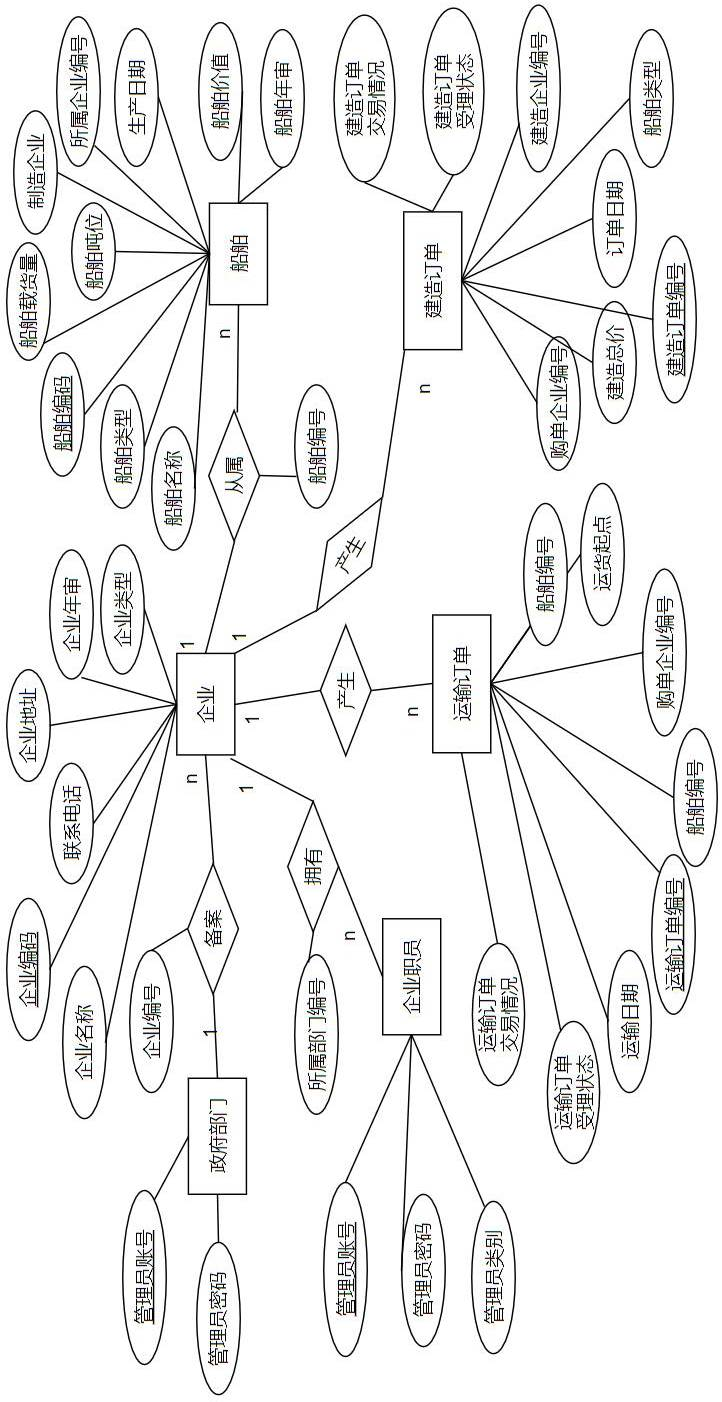 管理员账号
管理员密码
政府部门
1
企业编号
备案
n
企业名称
企业编码
联系电话
企业地址
企业年审
企业类型
企业
1
从属
船舶编号
n
船舶名称
船舶类型
船舶编码
船舶载货量
船舶吨位
制造企业
所属企业编号
生产日期
船舶价值
船舶年审
船舶
1
拥有
所属部门编号
n
企业职员
管理员账号
管理员密码
管理员类别
1
产生
n
运输订单
运输订单
交易情况
运输订单
受理状态
运输日期
运输订单编号
船舶编号
购单企业编号
船舶编号
运货起点
1
产生
n
建造订单
购单企业编号
建造总价
建造订单编号
订单日期
船舶类型
建造企业编号
建造订单
受理状态
建造订单
交易情况